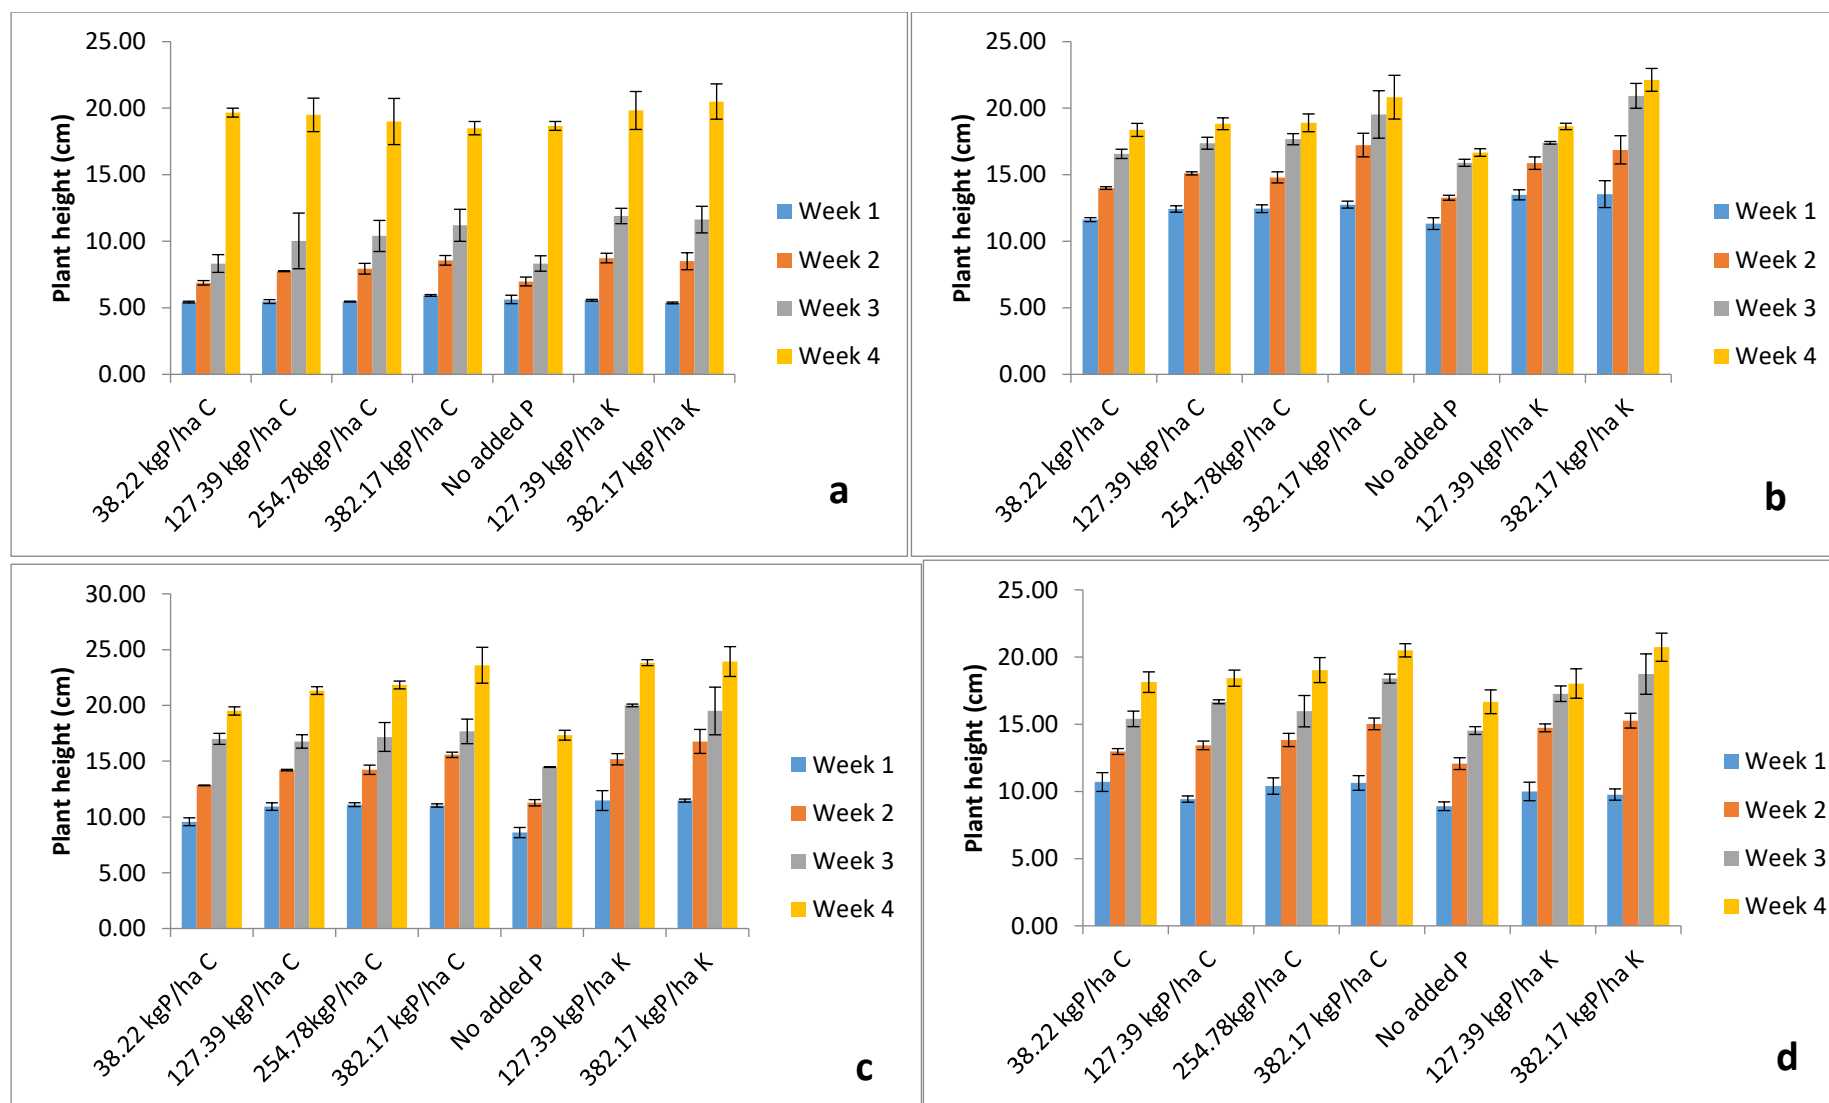 25.00
20.00
15.00
10.00
5.00
0.00
Plant height (cm)
38.22 kgP/ha C
127.39 kgP/ha C
254.78kgP/ha C
382.17 kgP/ha C
No added P
127.39 kgP/ha K
382.17 kgP/ha K
Week 1
Week 2
Week 3
Week 4
a
25.00
20.00
15.00
10.00
5.00
0.00
Plant height (cm)
38.22 kgP/ha C
127.39 kgP/ha C
254.78kgP/ha C
382.17 kgP/ha C
No added P
127.39 kgP/ha K
382.17 kgP/ha K
Week 1
Week 2
Week 3
Week 4
b
30.00
25.00
20.00
15.00
10.00
5.00
0.00
Plant height (cm)
38.22 kgP/ha C
127.39 kgP/ha C
254.78kgP/ha C
382.17 kgP/ha C
No added P
127.39 kgP/ha K
382.17 kgP/ha K
Week 1
Week 2
Week 3
Week 4
c
25.00
20.00
15.00
10.00
5.00
0.00
Plant height (cm)
38.22 kgP/ha C
127.39 kgP/ha C
254.78kgP/ha C
382.17 kgP/ha C
No added P
127.39 kgP/ha K
382.17 kgP/ha K
Week 1
Week 2
Week 3
Week 4
d